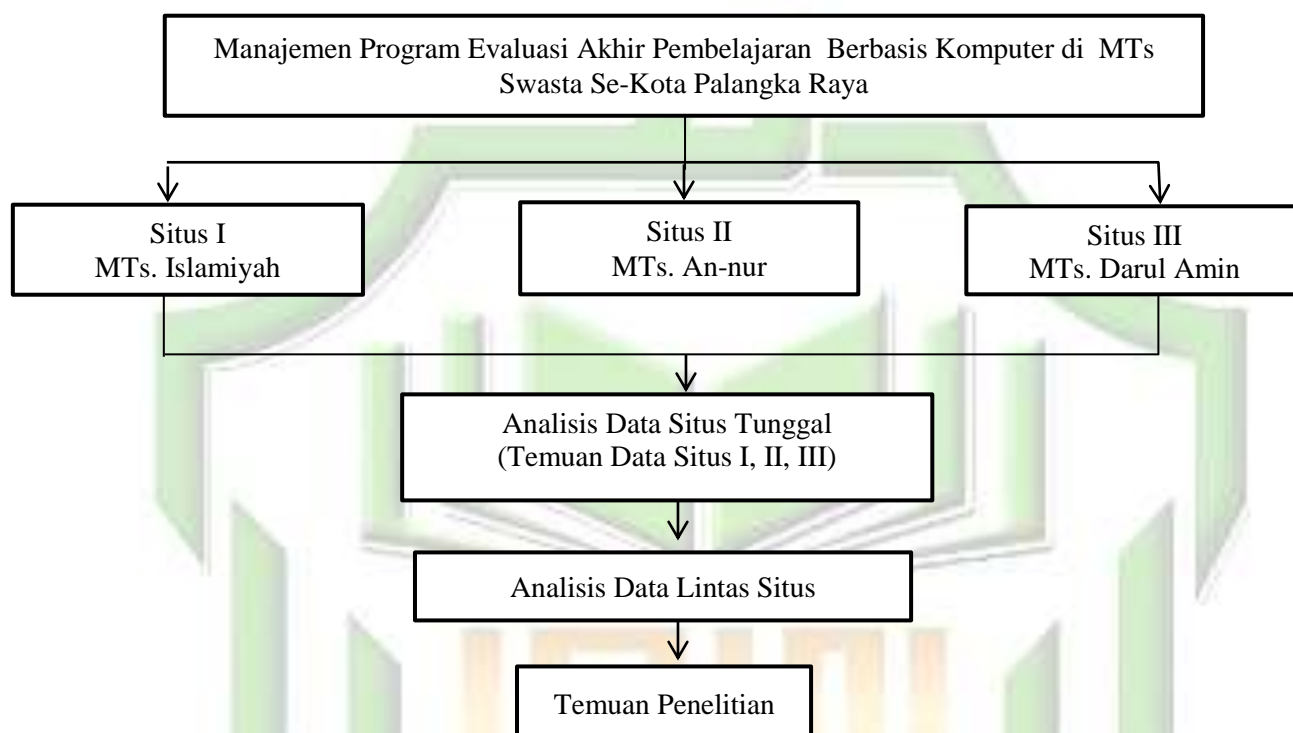 Manajemen Program Evaluasi Akhir Pembelajaran Berbasis Komputer di MTs
Swasta Se-Kota Palangka Raya
Situs I
MTs. Islamiyah
Situs II
MTs. An-nur
Situs III
MTs. Darul Amin
Analisis Data Situs Tunggal
(Temuan Data Situs I, II, III)
Analisis Data Lintas Situs
Temuan Penelitian